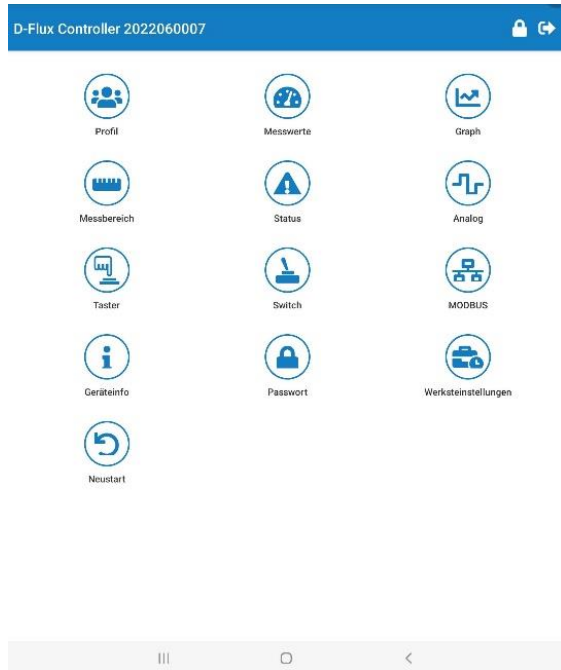 D-Flux Controller 2022060007
Profil
Messwerte
Graph
Messbereich
Status
Analog
Taster
Switch
MODBUS
Geräteinfo
Passwort
Werksteinstellungen
Neustart